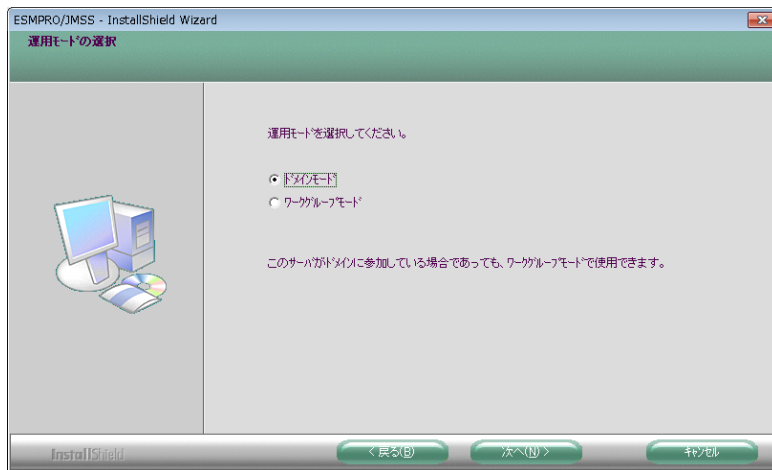 ESMPRO/JMSS - InstallShield Wizard
運用ﾓｰﾄﾞの選択
運用ﾓｰﾄﾞを選択してください。
ﾄﾞﾒｲﾝﾓｰﾄﾞ
ﾜｰｸｸﾞﾙｰﾌﾟﾓｰﾄﾞ
このｻｰﾊﾞがﾄﾞﾒｲﾝに参加している場合であっても、ﾜｰｸｸﾞﾙｰﾌﾟﾓｰﾄﾞで使用できます。
InstallShield
< 戻る(B)
次へ(N) >
ｷｬﾝｾﾙ